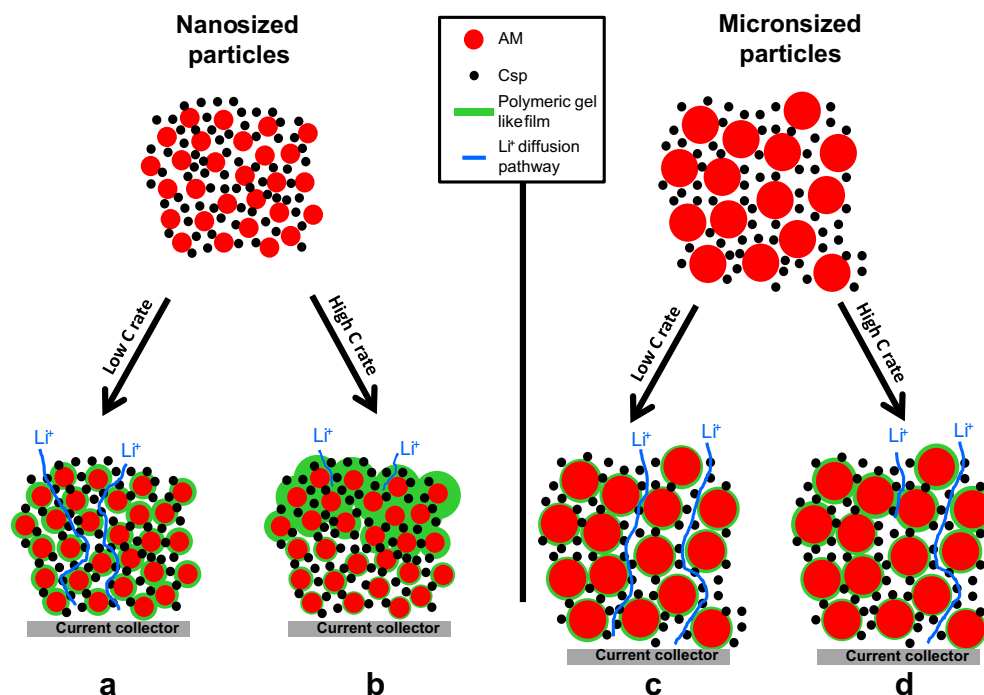 Nanosized
particles
AM
Csp
Polymeric gel
likefilm
Li⁺ diffusion
pathway
Micronsized
particles
Low C rate
High C rate
Low C rate
High C rate
Li⁺
Li⁺
Li⁺
Li⁺
Li⁺
Li⁺
Li⁺
Li⁺
Current collector
Current collector
Current collector
Current collector
a
b
c
d